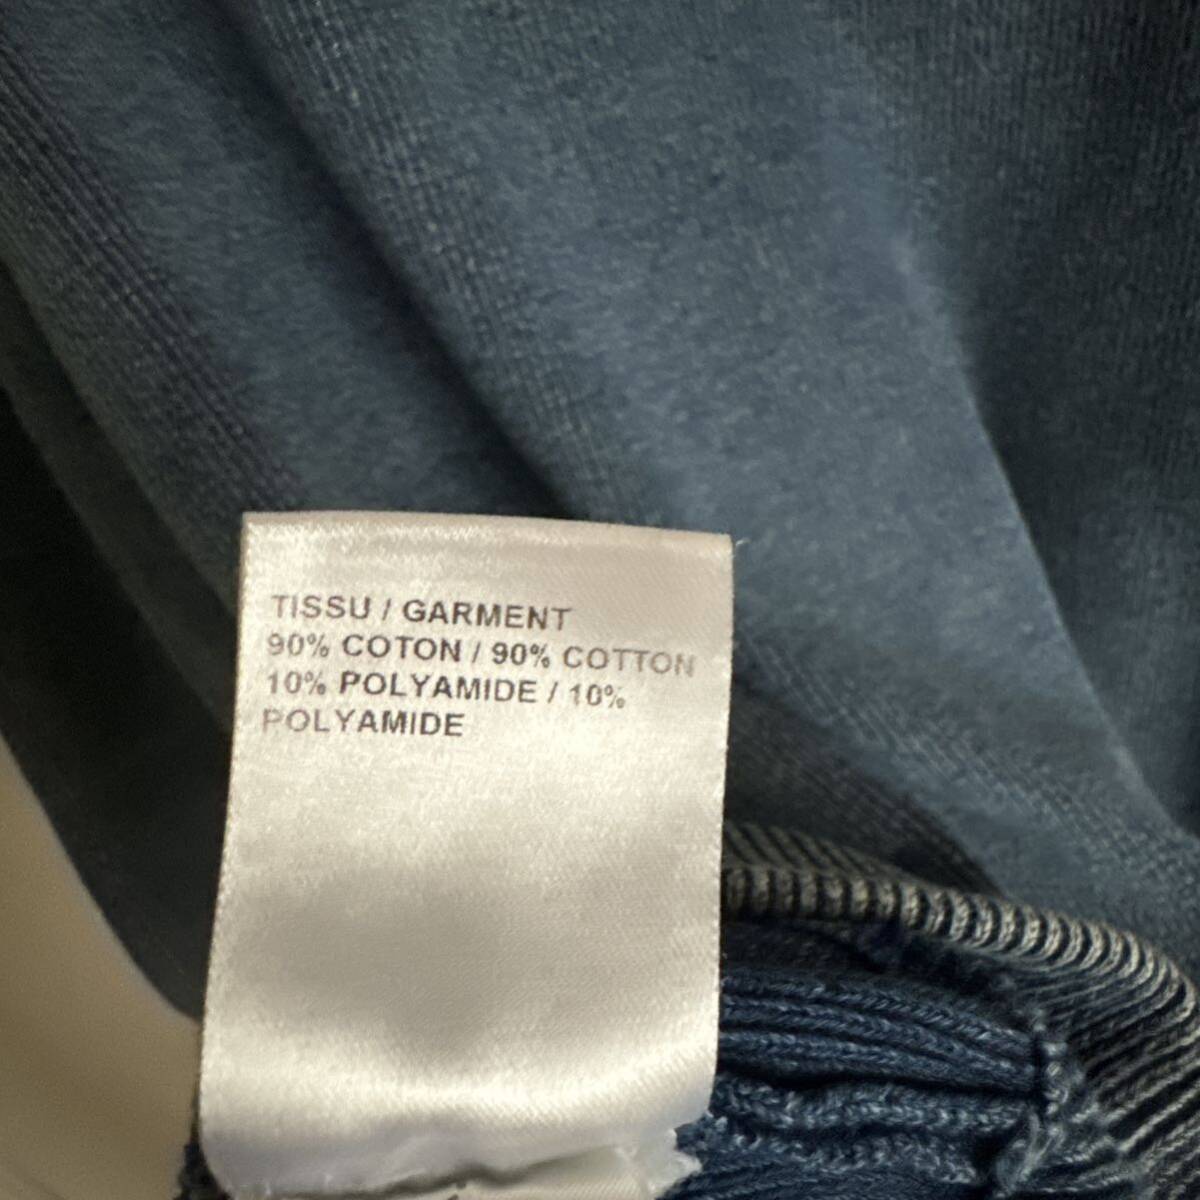 TISSU / GARMENT
90% COTON / 90% COTTON
10% POLYAMIDE / 10%
POLYAMIDE